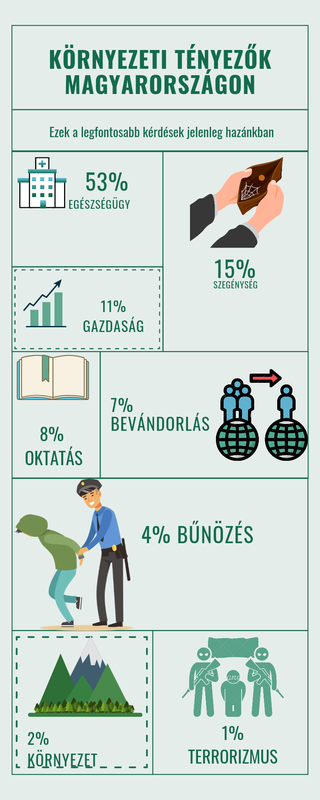 KÖRNYEZETI TÉNYEZŐK
MAGYARORSZÁGON
Ezek a legfontosabb kérdések jelenleg hazánkban
53%
EGÉSZSÉGÜGY
15%
SZEGÉNYSÉG
11%
GAZDASÁG
8%
OKTATÁS
7%
BEVÁNDORLÁS
4% BŰNÖZÉS
2%
KÖRNYEZET
1%
TERRORIZMUS